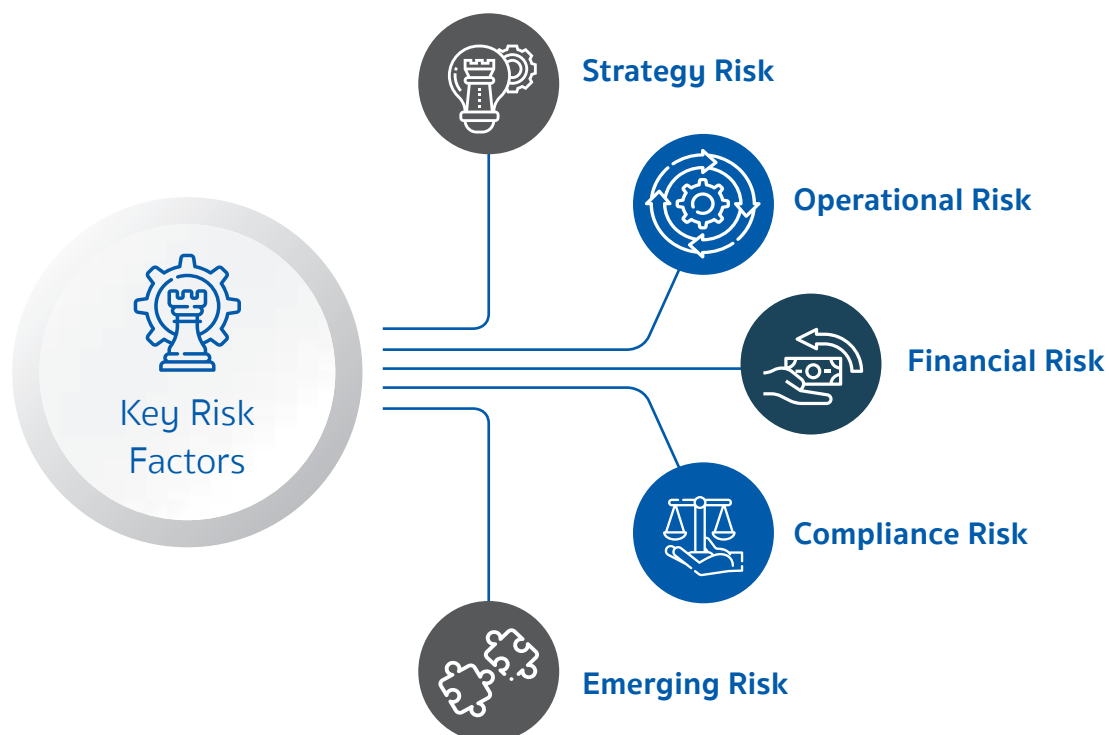 Strategy Risk
Operational Risk
Financial Risk
Key Risk
Factors
Compliance Risk
Emerging Risk